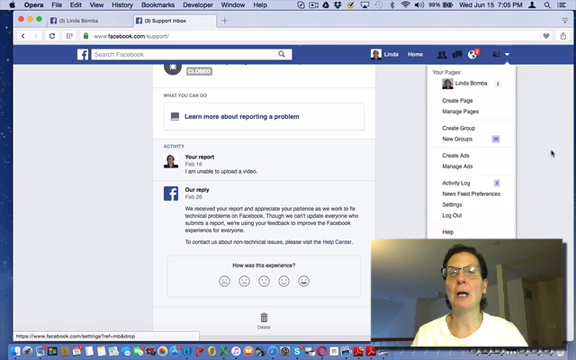 Opera File Edit View History Bookmarks Developer Window Help
99% Wed Jun 15 7:05 PM
(3) Linda Bomba
(3) Support Inbox
www.facebook.com/support/
Search Facebook
Linda Home
CLOSED
WHAT YOU CAN DO
Learn more about reporting a problem
ACTIVITY
Your report
Feb 16
I am unable to upload a video.
Our reply
Feb 26
We received your report and appreciate your patience as we work to fix
technical problems on Facebook. Though we can't update everyone who
submits a report, we're using your feedback to improve the Facebook
experience for everyone.
To contact us about non-technical issues, please visit the Help Center.
How was this experience?
Delete
Your Pages:
Linda Bomba
Create Page
Manage Pages
Create Group
New Groups
Create Ads
Manage Ads
Activity Log
News Feed Preferences
Settings
Log Out
Help
https://www.facebook.com/settings?ref=mb&drop